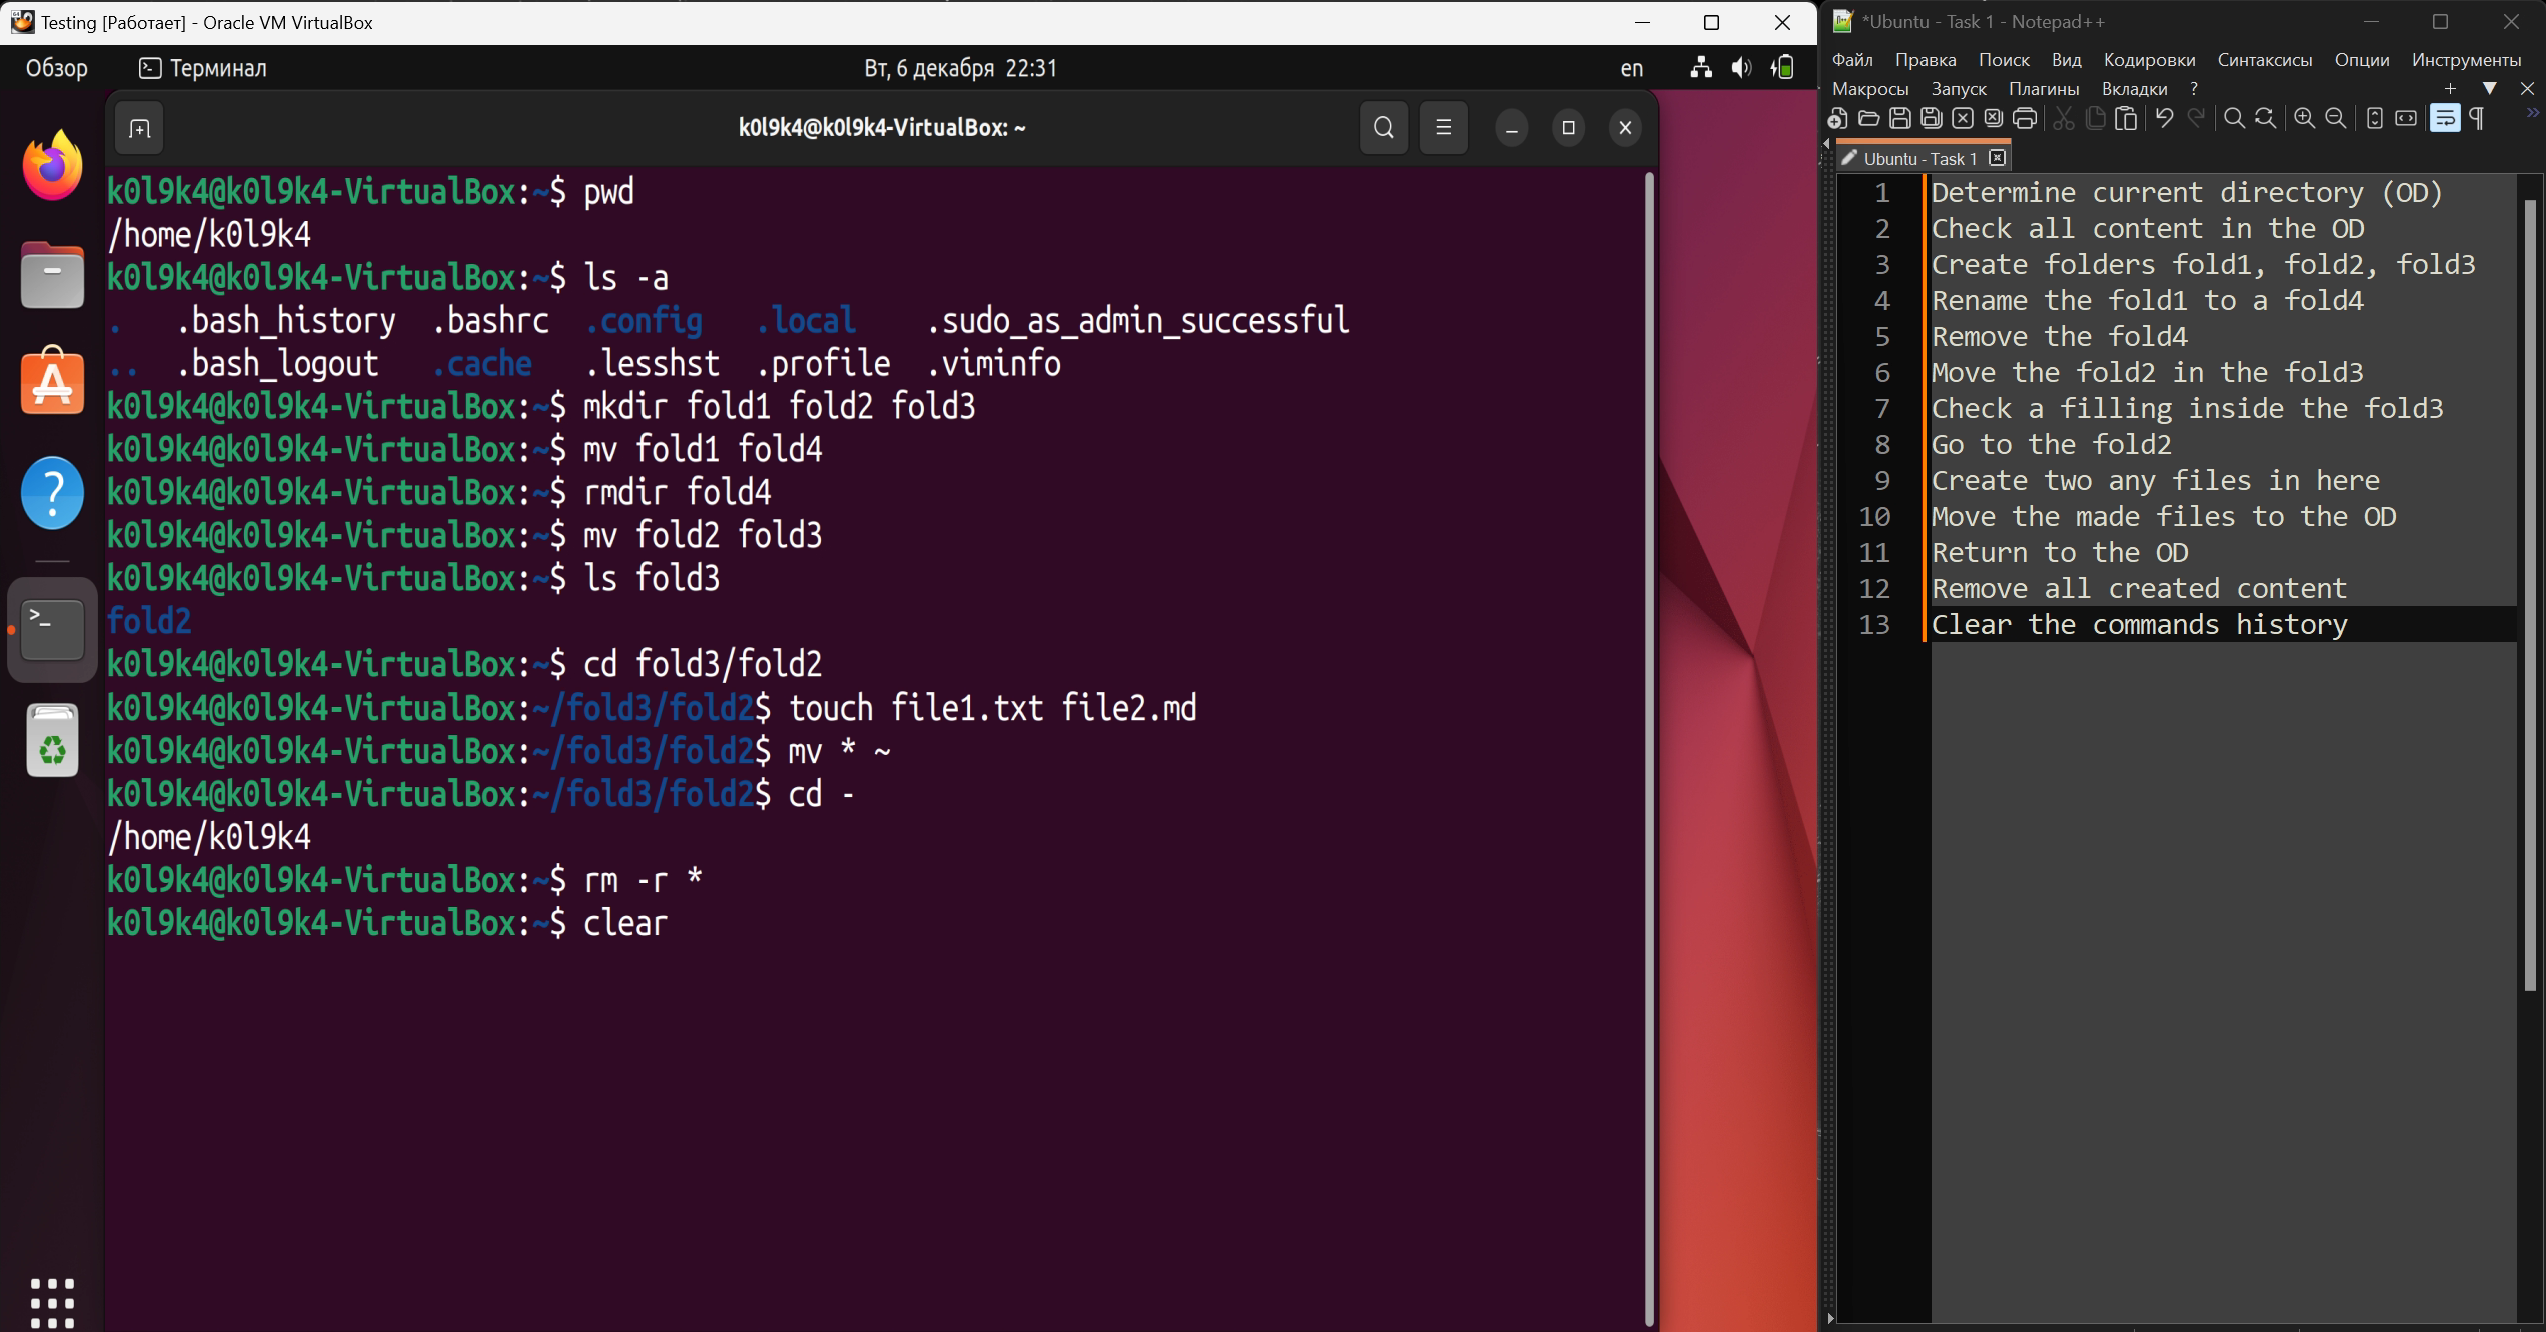 Testing [Работает] - Oracle VM VirtualBox
Обзор Терминал Вт, 6 декабря 22:31 en
k0l9k4@k0l9k4-VirtualBox: ~
k0l9k4@k0l9k4-VirtualBox:~$ pwd
/home/k0l9k4
k0l9k4@k0l9k4-VirtualBox:~$ ls -a
. .bash_history .bashrc .config .local .sudo_as_admin_successful
.. .bash_logout .cache .lesshst .profile .viminfo
k0l9k4@k0l9k4-VirtualBox:~$ mkdir fold1 fold2 fold3
k0l9k4@k0l9k4-VirtualBox:~$ mv fold1 fold4
k0l9k4@k0l9k4-VirtualBox:~$ rmdir fold4
k0l9k4@k0l9k4-VirtualBox:~$ mv fold2 fold3
k0l9k4@k0l9k4-VirtualBox:~$ ls fold3
fold2
k0l9k4@k0l9k4-VirtualBox:~$ cd fold3/fold2
k0l9k4@k0l9k4-VirtualBox:~/fold3/fold2$ touch file1.txt file2.md
k0l9k4@k0l9k4-VirtualBox:~/fold3/fold2$ mv * ~
k0l9k4@k0l9k4-VirtualBox:~/fold3/fold2$ cd -
/home/k0l9k4
k0l9k4@k0l9k4-VirtualBox:~$ rm -r *
k0l9k4@k0l9k4-VirtualBox:~$ clear
*Ubuntu - Task 1 - Notepad++
Файл Правка Поиск Вид Кодировки Синтаксисы Опции Инструменты
Макросы Запуск Плагины Вкладки ?
Ubuntu - Task 1
1 Determine current directory (OD)
2 Check all content in the OD
3 Create folders fold1, fold2, fold3
4 Rename the fold1 to a fold4
5 Remove the fold4
6 Move the fold2 in the fold3
7 Check a filling inside the fold3
8 Go to the fold2
9 Create two any files in here
10 Move the made files to the OD
11 Return to the OD
12 Remove all created content
13 Clear the commands history